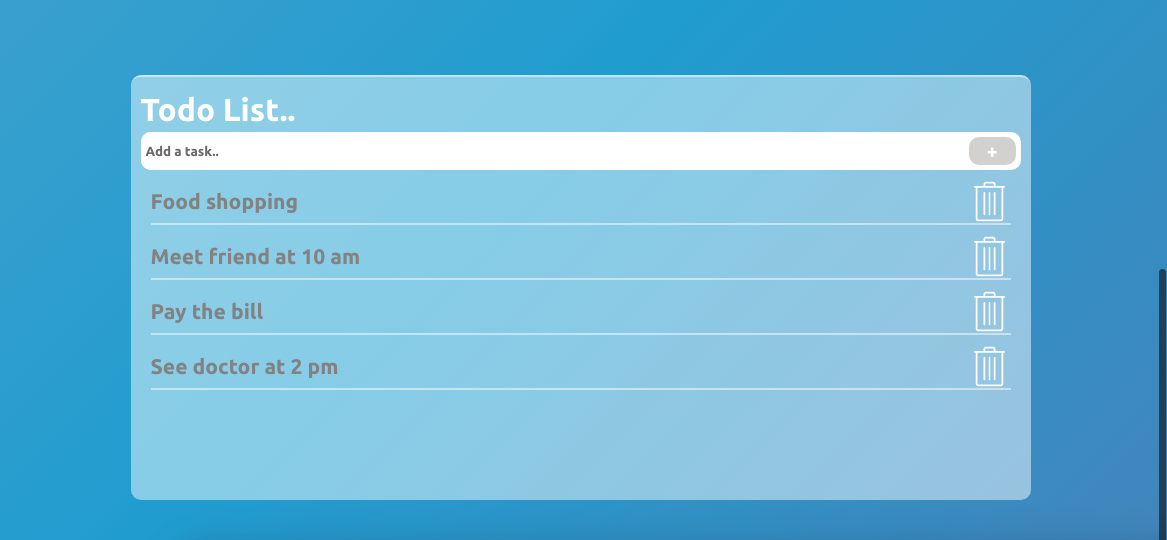 Todo List..
Add a task.. +
Food shopping
Meet friend at 10 am
Pay the bill
See doctor at 2 pm